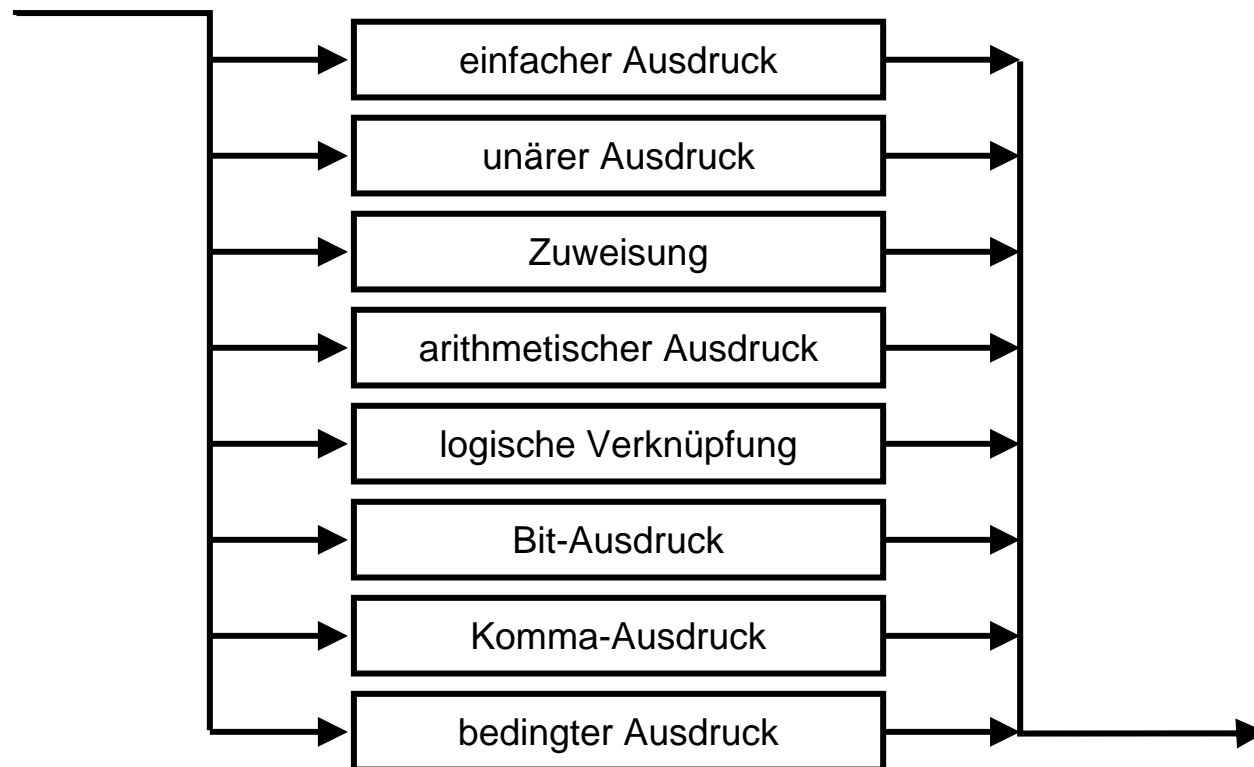 einfacher Ausdruck
unärer Ausdruck
Zuweisung
arithmetischer Ausdruck
logische Verknüpfung
Bit-Ausdruck
Komma-Ausdruck
bedingter Ausdruck